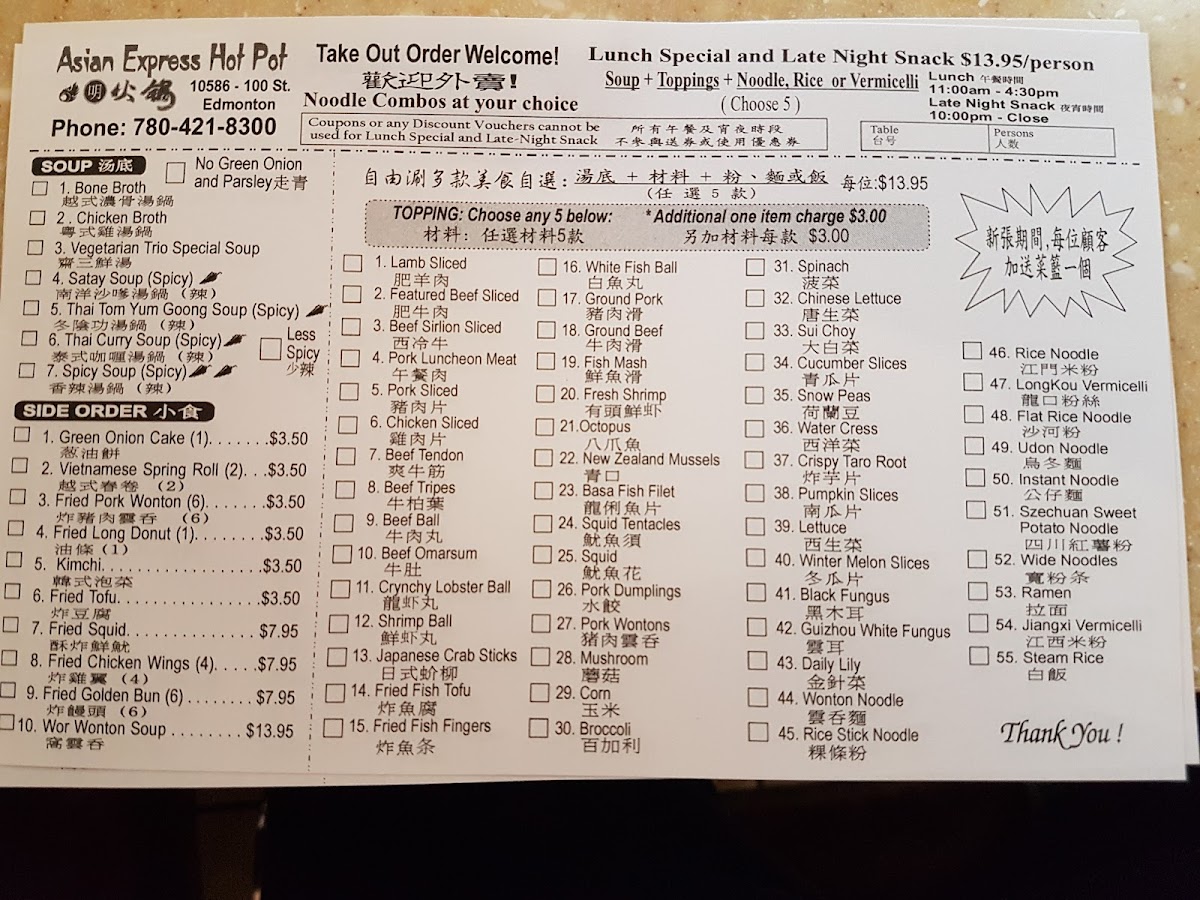 Asian Express Hot Pot
明火鍋
10586 - 100 St.
Edmonton
Phone: 780-421-8300
Take Out Order Welcome!
歡迎外賣!
Noodle Combos at your choice
Lunch Special and Late Night Snack $13.95/person
Soup + Toppings + Noodle, Rice or Vermicelli
( Choose 5 )
Lunch 午餐時間
11:00am - 4:30pm
Late Night Snack 夜宵時間
10:00pm - Close
Coupons or any Discount Vouchers cannot be
used for Lunch Special and Late-Night Snack
所有午餐及宵夜時段
不參與送券或使用優惠券
Table
台号
Persons
人数
SOUP 汤底
No Green Onion
and Parsley走青
1. Bone Broth
越式濃骨湯鍋
2 . Chicken Broth
粵式雞湯鍋
3. Vegetarian Trio Special Soup
齋三鮮湯
4. Satay Soup (Spicy)
南洋沙嗲湯鍋（辣）
5. Thai Tom Yum Goong Soup (Spicy)
冬陰功湯鍋（辣）
6. Thai Curry Soup (Spicy)
泰式咖喱湯鍋（辣）
7. Spicy Soup (Spicy)
香辣湯鍋（辣）
Less
Spicy
少辣
SIDE ORDER 小食
1. Green Onion Cake (1). . . . . . .$3.50
葱油餅
2. Vietnamese Spring Roll (2). . .$3.50
越式春卷 （2）
3. Fried Pork Wonton (6). . . . . . .$3.50
炸豬肉雲吞 （6）
4. Fried Long Donut (1). . . . . . . .$3.50
油條（1）
5. Kimchi. . . . . . . . . . . . . . . . . . .$3.50
韓式泡菜
6. Fried Tofu. . . . . . . . . . . . . . . .$3.50
炸豆腐
7. Fried Squid. . . . . . . . . . . . . . . $7.95
酥炸鮮魷
8. Fried Chicken Wings (4). . . . .$7.95
炸雞翼 （4）
9. Fried Golden Bun (6) . . . . . . . $7.95
炸饅頭 （6）
10. Wor Wonton Soup . . . . . . . . $13.95
窩雲吞
自由涮多款美食自選：湯底 + 材料 + 粉、麵或飯 每位:$13.95
(任選5款)
TOPPING: Choose any 5 below: * Additional one item charge $3.00
材料：任選材料5款 另加材料每款 $3.00
新張期間,每位顧客
加送菜籃一個
1. Lamb Sliced
肥羊肉
2. Featured Beef Sliced
肥牛肉
3. Beef Sirlion Sliced
西冷牛
4. Pork Luncheon Meat
午餐肉
5. Pork Sliced
豬肉片
6. Chicken Sliced
雞肉片
7. Beef Tendon
爽牛筋
8. Beef Tripes
牛柏葉
9. Beef Ball
牛肉丸
10. Beef Omarsum
牛肚
11. Crynchy Lobster Ball
龍虾丸
12. Shrimp Ball
鮮虾丸
13. Japanese Crab Sticks
日式蚧柳
14. Fried Fish Tofu
炸魚腐
15. Fried Fish Fingers
炸魚条
16. White Fish Ball
白魚丸
17. Ground Pork
豬肉滑
18. Ground Beef
牛肉滑
19. Fish Mash
鮮魚滑
20. Fresh Shrimp
有頭鮮虾
21.Octopus
八爪魚
22. New Zealand Mussels
青口
23. Basa Fish Filet
龍俐魚片
24. Squid Tentacles
魷魚須
25. Squid
魷魚花
26. Pork Dumplings
水餃
27. Pork Wontons
豬肉雲吞
28. Mushroom
蘑菇
29. Corn
玉米
30. Broccoli
百加利
31. Spinach
菠菜
32. Chinese Lettuce
唐生菜
33. Sui Choy
大白菜
34. Cucumber Slices
青瓜片
35. Snow Peas
荷蘭豆
36. Water Cress
西洋菜
37. Crispy Taro Root
炸芋片
38. Pumpkin Slices
南瓜片
39. Lettuce
西生菜
40. Winter Melon Slices
冬瓜片
41. Black Fungus
黑木耳
42. Guizhou White Fungus
雲耳
43. Daily Lily
金針菜
44. Wonton Noodle
雲吞麵
45. Rice Stick Noodle
粿條粉
46. Rice Noodle
江門米粉
47. LongKou Vermicelli
龍口粉絲
48. Flat Rice Noodle
沙河粉
49. Udon Noodle
烏冬麵
50. Instant Noodle
公仔麵
51. Szechuan Sweet
Potato Noodle
四川紅薯粉
52. Wide Noodles
寬粉条
53. Ramen
拉面
54. Jiangxi Vermicelli
江西米粉
55. Steam Rice
白飯
Thank You !